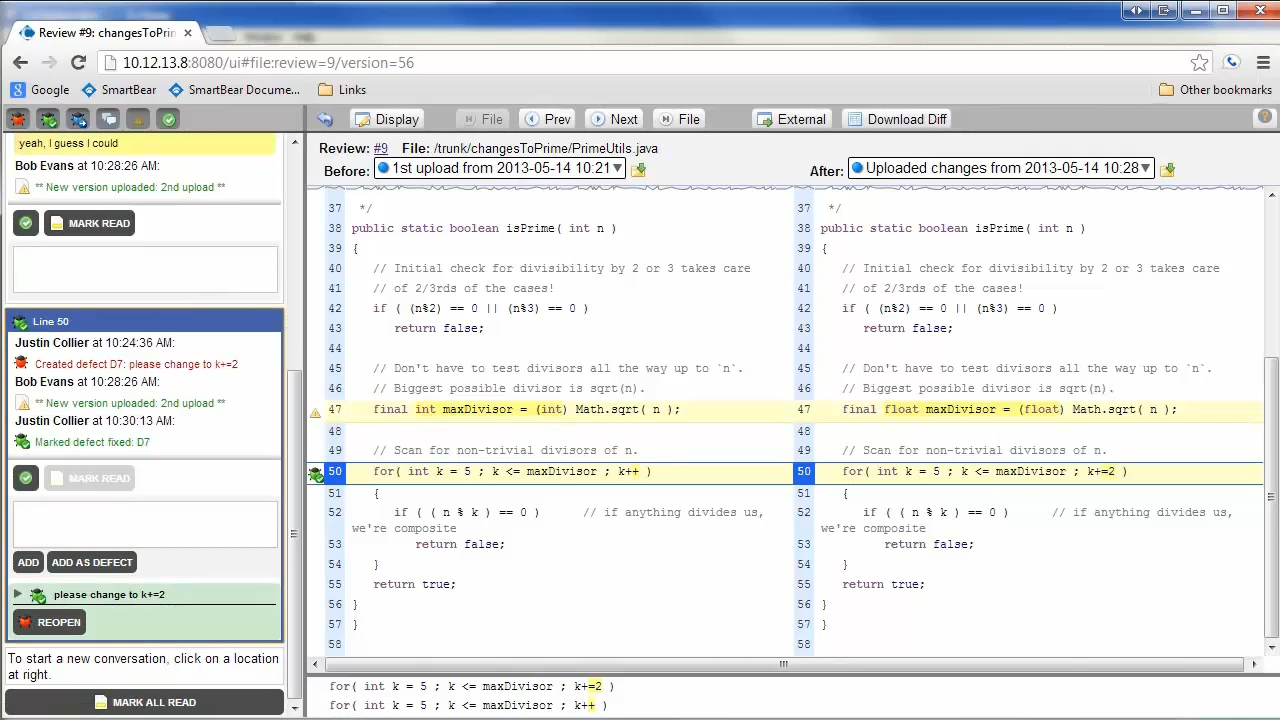 Review #9: changesToPrin
10.12.13.8:8080/ui#file:review=9/version=56
Google
SmartBear
SmartBear Docume...
Links
Other bookmarks
Display
File
Prev
Next
File
External
Download Diff
yeah, I guess I could
Bob Evans at 10:28:26 AM:
** New version uploaded: 2nd upload **
MARK READ
Line 50
Justin Collier at 10:24:36 AM:
Created defect D7: please change to k+=2
Bob Evans at 10:28:26 AM:
** New version uploaded: 2nd upload **
Justin Collier at 10:30:13 AM:
Marked defect fixed: D7
MARK READ
ADD
ADD AS DEFECT
please change to k+=2
REOPEN
To start a new conversation, click on a location
at right.
MARK ALL READ
Review: #9 File: /trunk/changesToPrime/PrimeUtils.java
Before: 1st upload from 2013-05-14 10:21
After: Uploaded changes from 2013-05-14 10:28
37 */
38 public static boolean isPrime( int n )
39 {
40 // Initial check for divisibility by 2 or 3 takes care
41 // of 2/3rds of the cases!
42 if ( (n%2) == 0 || (n%3) == 0 )
43 return false;
44
45 // Don't have to test divisors all the way up to `n`.
46 // Biggest possible divisor is sqrt(n).
47 final int maxDivisor = (int) Math.sqrt( n );
48
49 // Scan for non-trivial divisors of n.
50 for( int k = 5 ; k <= maxDivisor ; k++ )
51 {
52 if ( ( n % k ) == 0 ) // if anything divides us,
we're composite
53 return false;
54 }
55 return true;
56 }
57 }
58
37 */
38 public static boolean isPrime( int n )
39 {
40 // Initial check for divisibility by 2 or 3 takes care
41 // of 2/3rds of the cases!
42 if ( (n%2) == 0 || (n%3) == 0 )
43 return false;
44
45 // Don't have to test divisors all the way up to `n`.
46 // Biggest possible divisor is sqrt(n).
47 final float maxDivisor = (float) Math.sqrt( n );
48
49 // Scan for non-trivial divisors of n.
50 for( int k = 5 ; k <= maxDivisor ; k+=2 )
51 {
52 if ( ( n % k ) == 0 ) // if anything divides us,
we're composite
53 return false;
54 }
55 return true;
56 }
57 }
58
for( int k = 5 ; k <= maxDivisor ; k+=2 )
for( int k = 5 ; k <= maxDivisor ; k++ )